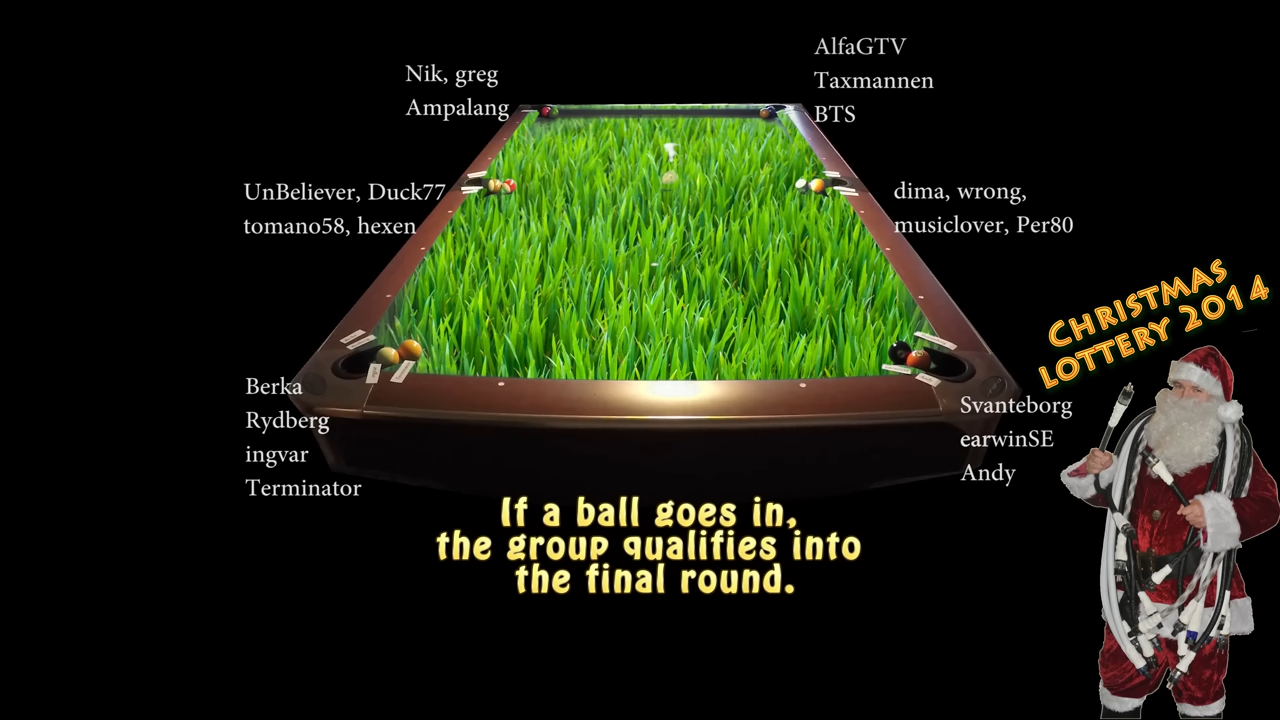 AlfaGTV
Taxmannen
BTS
Nik, greg
Ampalang
UnBeliever, Duck77
tomano58, hexen
dima, wrong,
musiclover, Per80
CHRISTMAS
LOTTERY 2014
Berka
Rydberg
ingvar
Terminator
Svanteborg
earwinSE
Andy
If a ball goes in,
the group qualifies into
the final round.